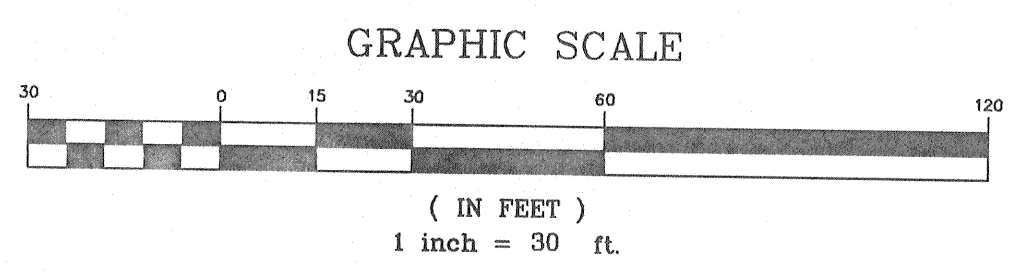 GRAPHIC SCALE
30 0 15 30 60 120
( IN FEET )
1 inch = 30 ft.